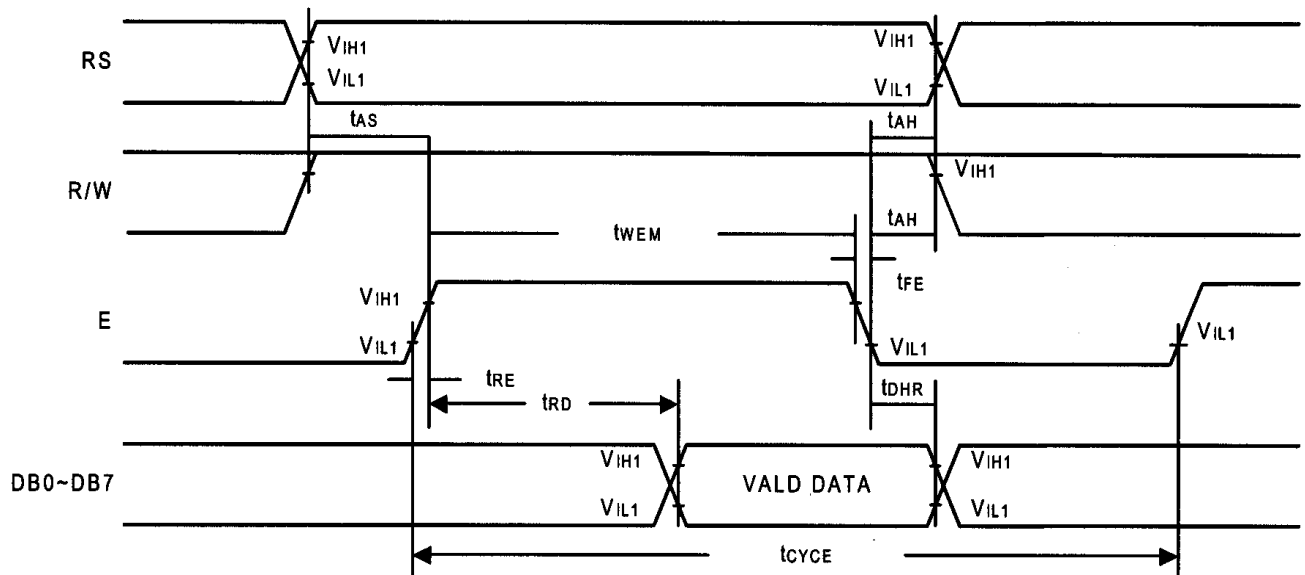 RS
VIH1
VIL1
VIH1
VIL1
tAS
tAH
R/W
VIH1
tWEM
tAH
tFE
E
VIH1
VIL1
VIL1
VIL1
tRE
tRD
tDHR
DB0~DB7
VIH1
VIL1
VALD DATA
VIH1
VIL1
tCYCE